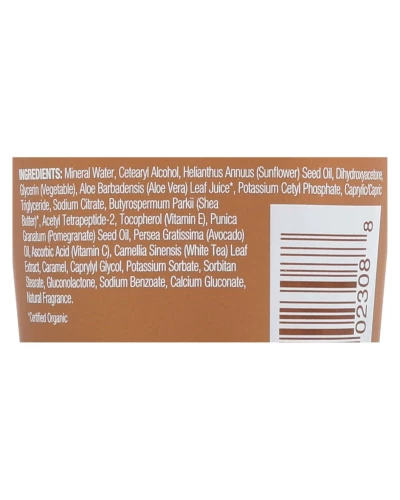 INGREDIENTS: Mineral Water, Cetearyl Alcohol, Helianthus Annuus (Sunflower) Seed Oil, Dihydroxyacetone,
Glycerin (Vegetable), Aloe Barbadensis (Aloe Vera) Leaf Juice*, Potassium Cetyl Phosphate, Caprylic/Capric
Triglyceride, Sodium Citrate, Butyrospermum Parkii (Shea
Butter)*, Acetyl Tetrapeptide-2, Tocopherol (Vitamin E), Punica
Granatum (Pomegranate) Seed Oil, Persea Gratissima (Avocado)
Oil, Ascorbic Acid (Vitamin C), Camellia Sinensis (White Tea) Leaf
Extract, Caramel, Caprylyl Glycol, Potassium Sorbate, Sorbitan
Stearate, Gluconolactone, Sodium Benzoate, Calcium Gluconate,
Natural Fragrance.
*Certified Organic
02308 8